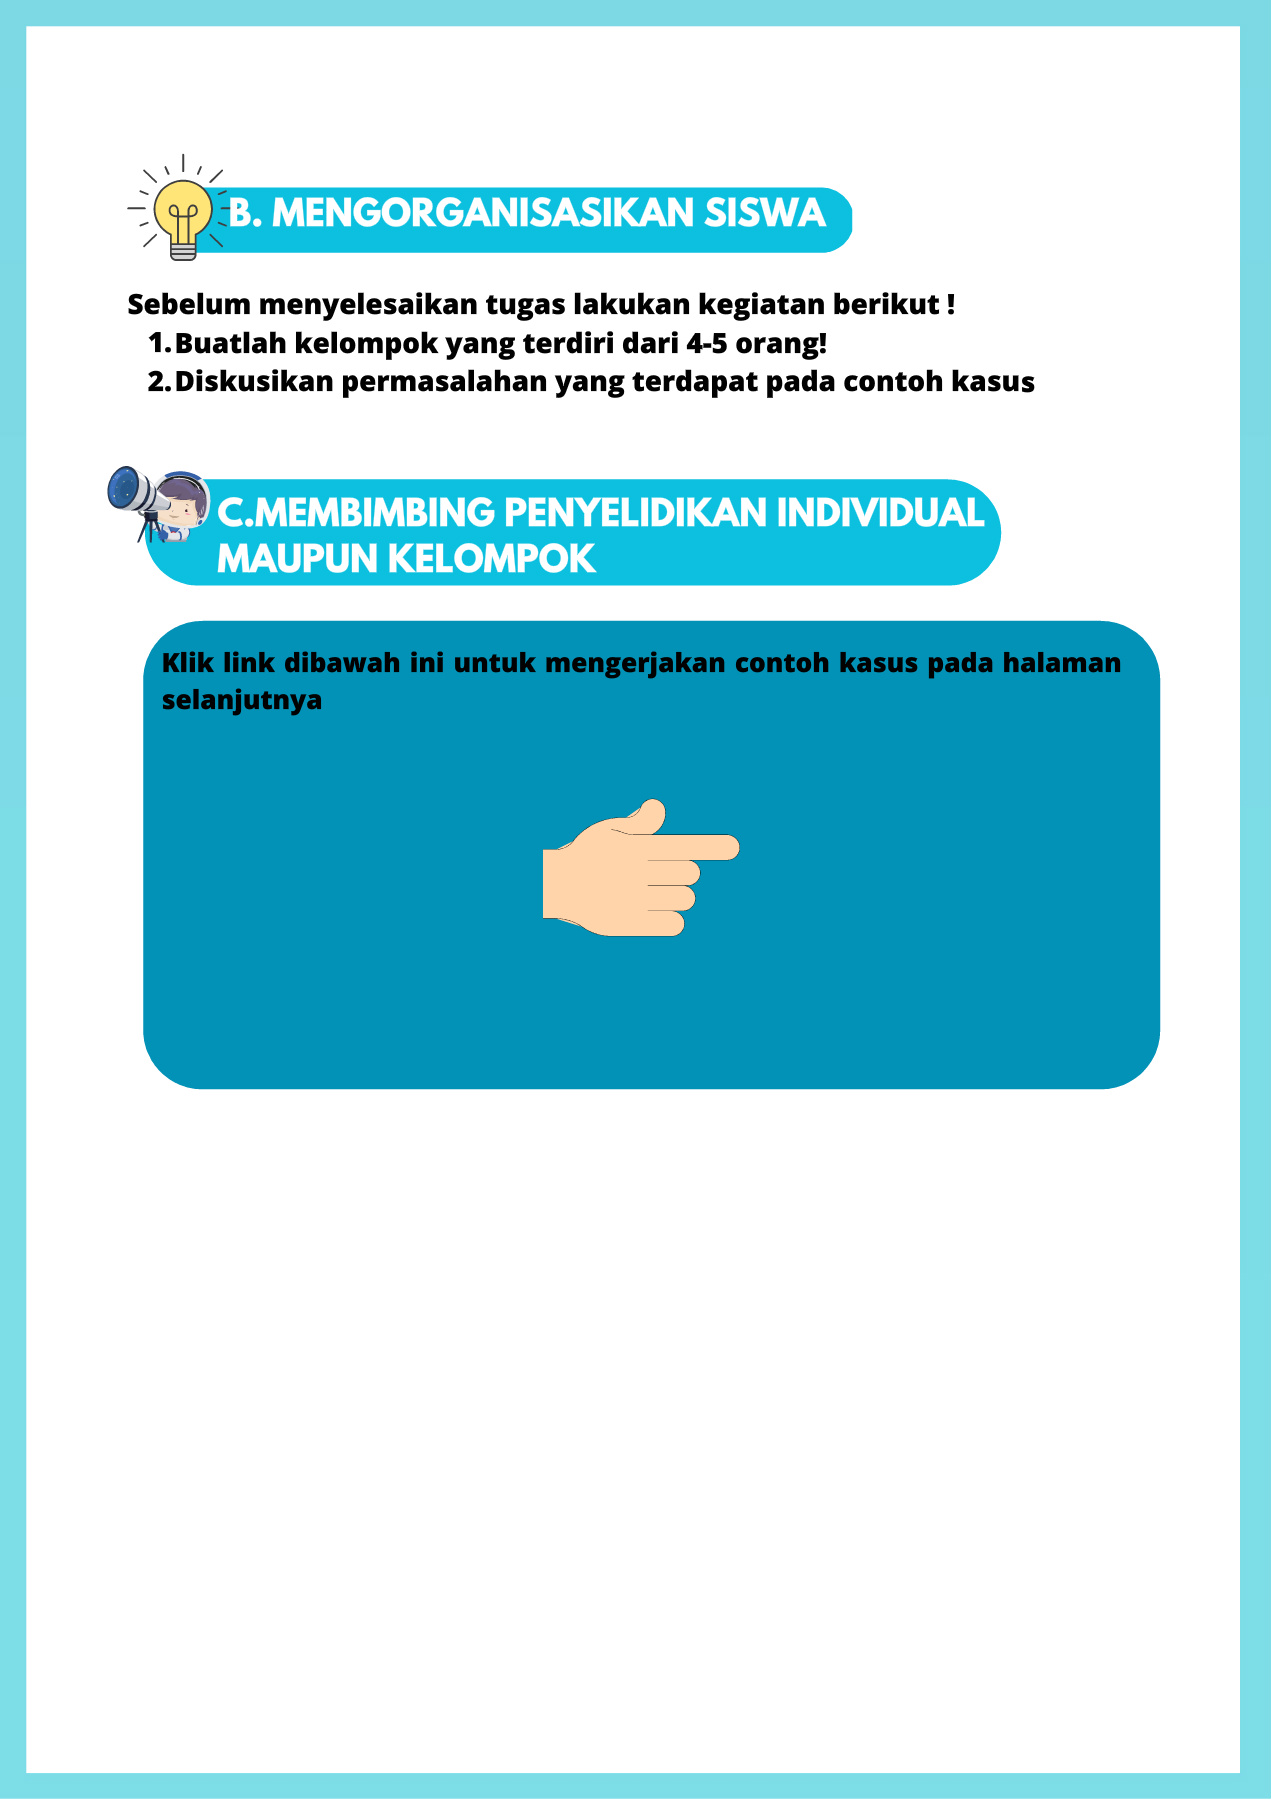 B. MENGORGANISASIKAN SISWA
Sebelum menyelesaikan tugas lakukan kegiatan berikut !
1. Buatlah kelompok yang terdiri dari 4-5 orang!
2. Diskusikan permasalahan yang terdapat pada contoh kasus
C.MEMBIMBING PENYELIDIKAN INDIVIDUAL
MAUPUN KELOMPOK
Klik link dibawah ini untuk mengerjakan contoh kasus pada halaman
selanjutnya